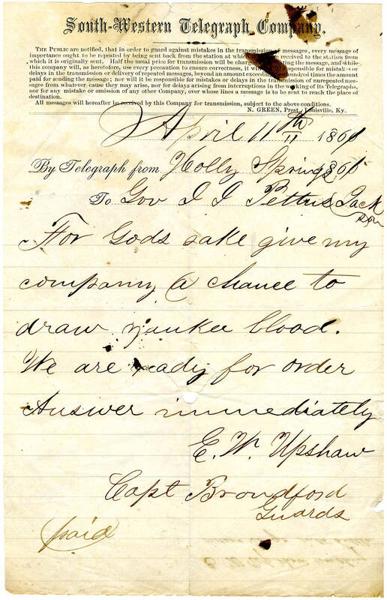 South-Western Telegraph Company.
THE PUBLIC are notified, that in order to guard against mistakes in the transmission of messages, every message of
importance ought to be repeated by being sent back from the station at which received to the station from
which it is originally sent. Half the usual price for transmission will be charged for repeating the message, and while
this company will, as heretofore, use every precaution to ensure correctness, it will not be responsible for mistakes or
delays in the transmission or delivery of repeated messages, beyond an amount exceeding hundred times the amount
paid for sending the message; nor will it be responsible for mistakes or delays in the transmission of unrepeated mes-
sages from whatever cause they may arise, nor for delays arising from interruptions in the working of its Telegraphs,
nor for any mistake or omission of any other company, over whose lines a message is to be sent to reach the place of
destination.
All messages will hereafter be received by this Company for transmission, subject to the above conditions.
N. GREEN, Prest., Louisville, Ky.
April 11th 1861
By Telegraph from Holly Springs 1861
To Gov J J Pettus Jack
son
For Gods sake give my
company a chance to
draw yankee blood.
We are ready for order
Answer immediately
E. W. Upshaw
Capt Brondford
Guards
paid